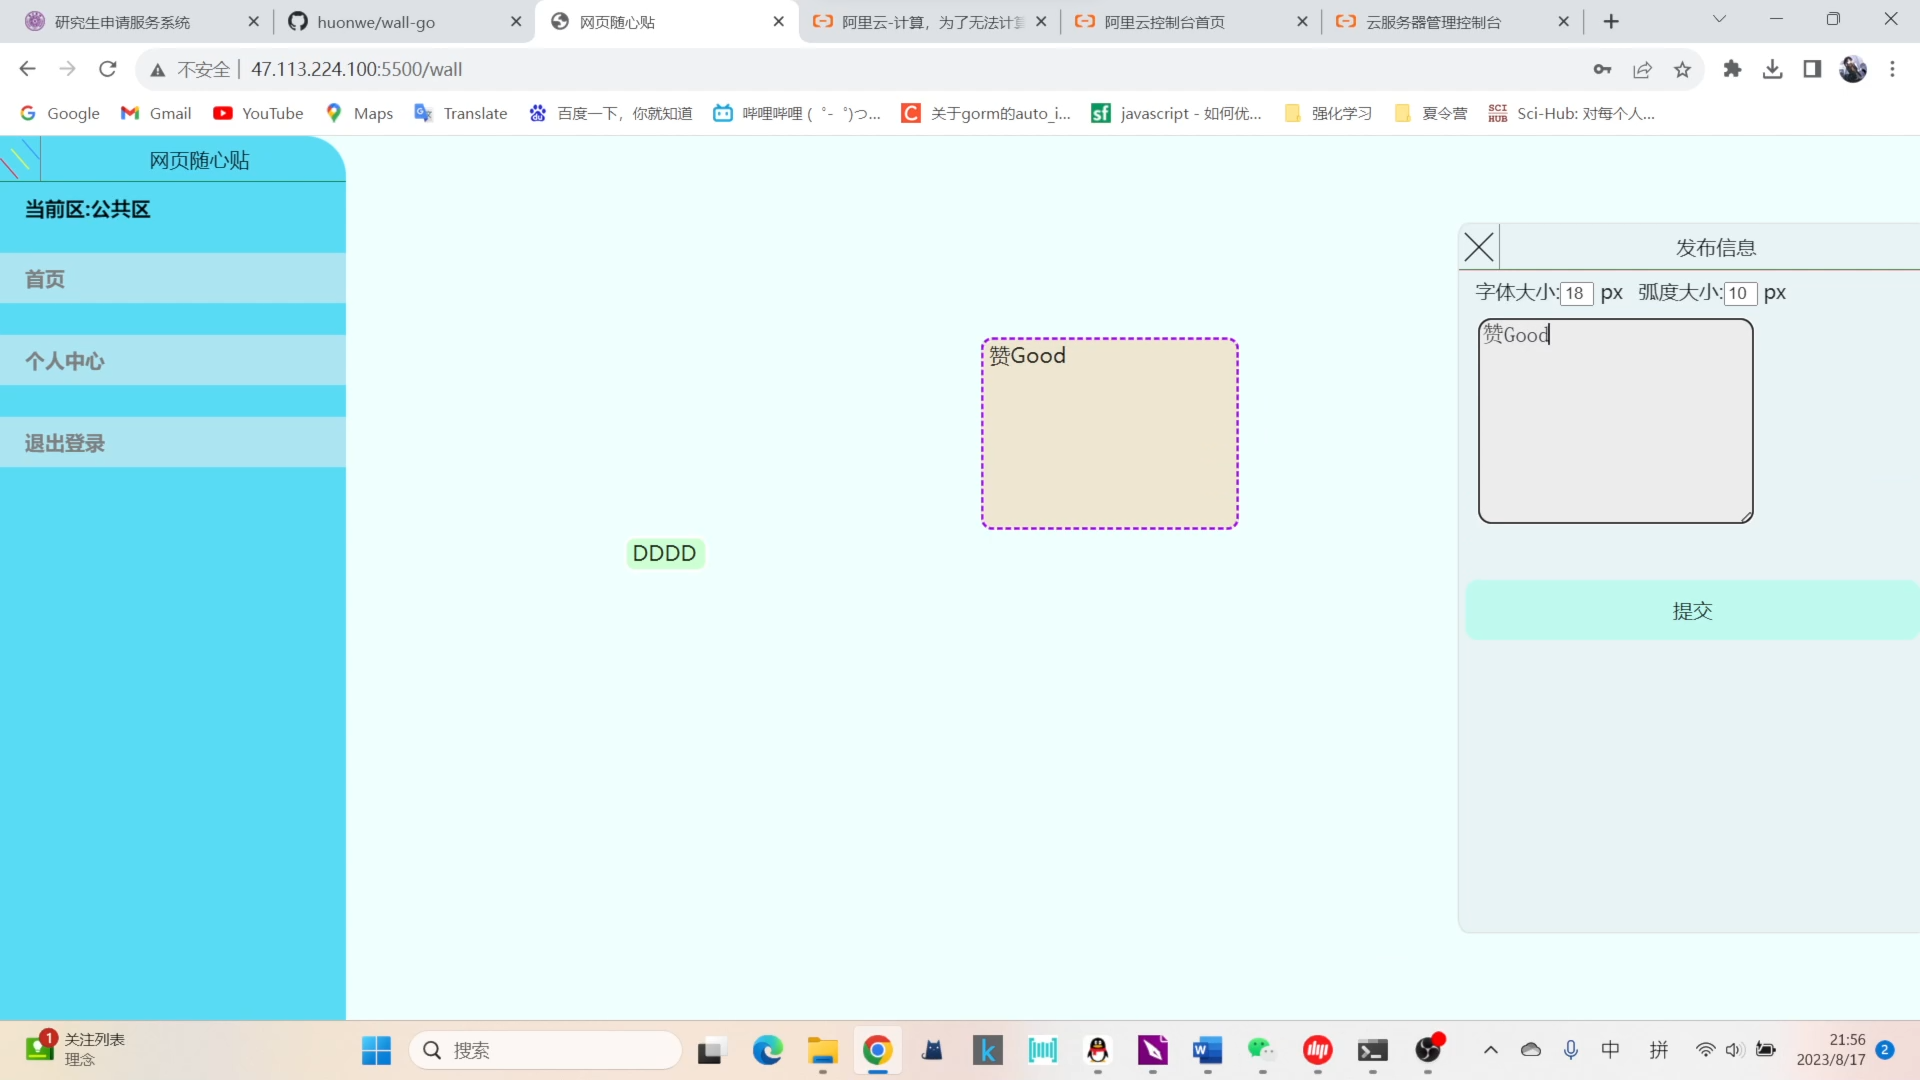 研究生申请服务系统
huonwe/wall-go
网页随心贴
阿里云-计算，为了无法计算
阿里云控制台首页
云服务器管理控制台
不安全
47.113.224.100:5500/wall
Google
Gmail
YouTube
Maps
Translate
百度一下，你就知道
哔哩哔哩 ( ゜- ゜)つ...
关于gorm的auto_i...
javascript - 如何优...
强化学习
夏令营
SCI HUB
Sci-Hub: 对每个人...
网页随心贴
当前区:公共区
首页
个人中心
退出登录
赞Good
DDDD
发布信息
字体大小:18 px 弧度大小:10 px
赞Good
提交
1
关注列表
理念
搜索
中
拼
21:56
2023/8/17
2